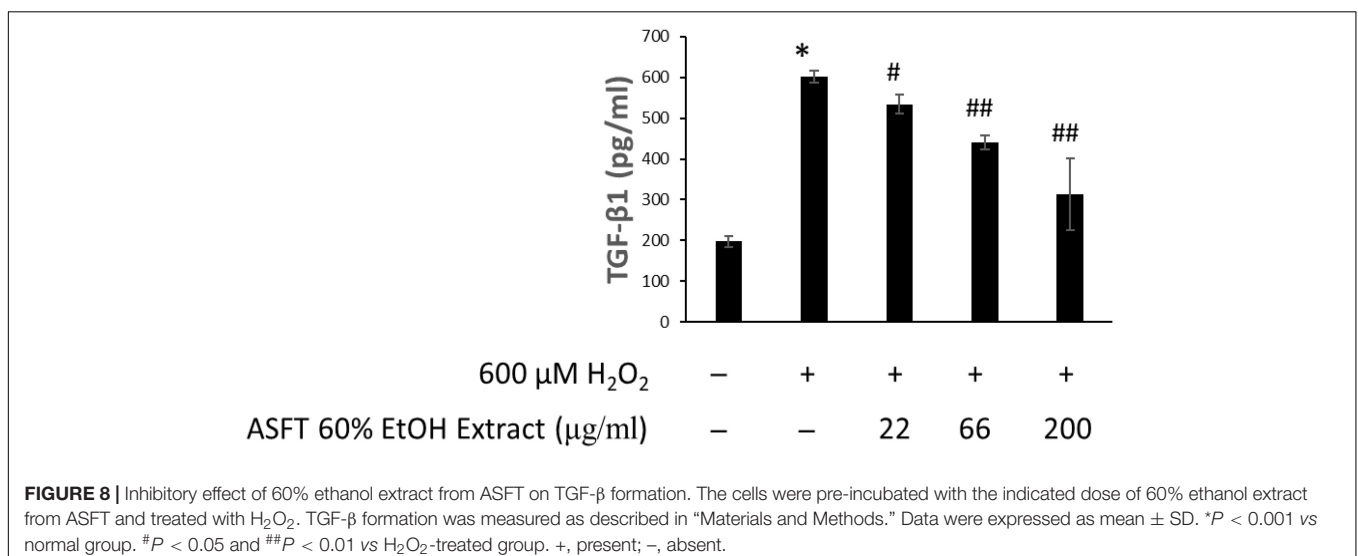 TGF-β1 (pg/ml)
700
600
500
400
300
200
100
0
*
#
##
##
600 µM H₂O₂ – + + + +
ASFT 60% EtOH Extract (µg/ml) – – 22 66 200
FIGURE 8 | Inhibitory effect of 60% ethanol extract from ASFT on TGF-β formation. The cells were pre-incubated with the indicated dose of 60% ethanol extract
from ASFT and treated with H₂O₂. TGF-β formation was measured as described in “Materials and Methods.” Data were expressed as mean ± SD. *P < 0.001 vs
normal group. #P < 0.05 and ##P < 0.01 vs H₂O₂-treated group. +, present; –, absent.